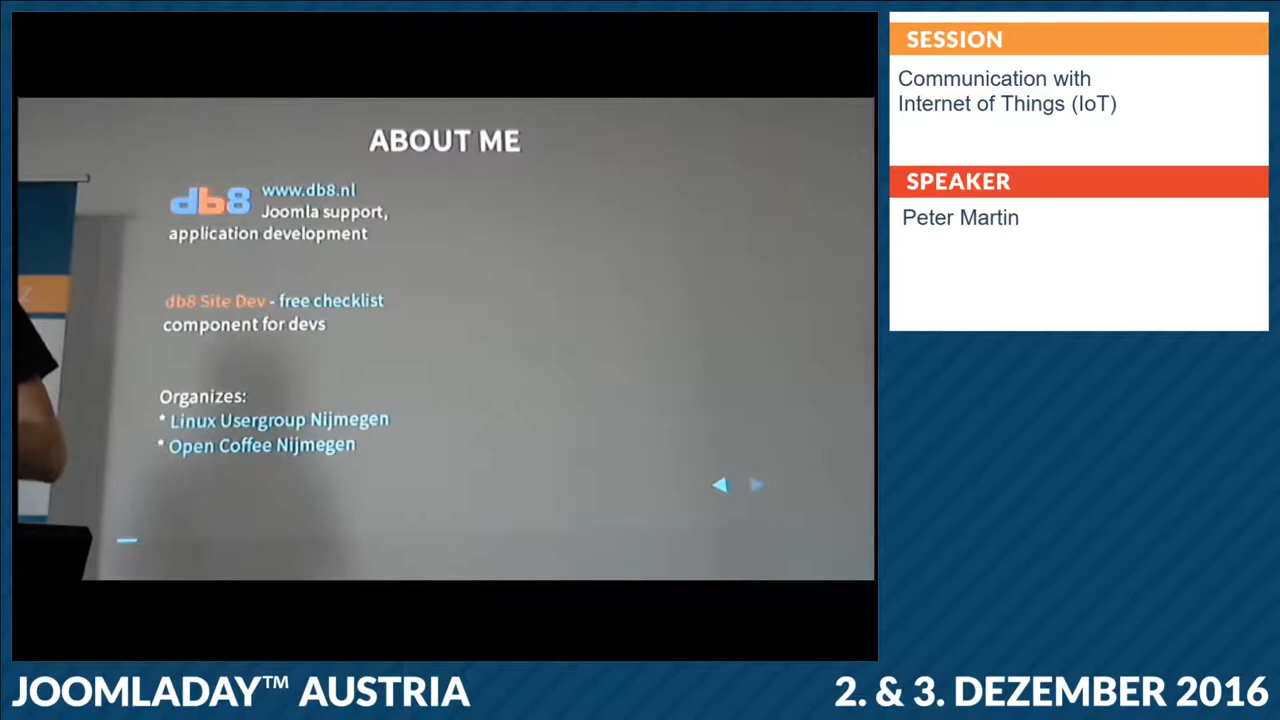 ABOUT ME
db8 www.db8.nl
Joomla support,
application development
db8 Site Dev - free checklist
component for devs
Organizes:
* Linux Usergroup Nijmegen
* Open Coffee Nijmegen
Z
SESSION
Communication with
Internet of Things (IoT)
SPEAKER
Peter Martin
JOOMLADAY™ AUSTRIA
2. & 3. DEZEMBER 2016